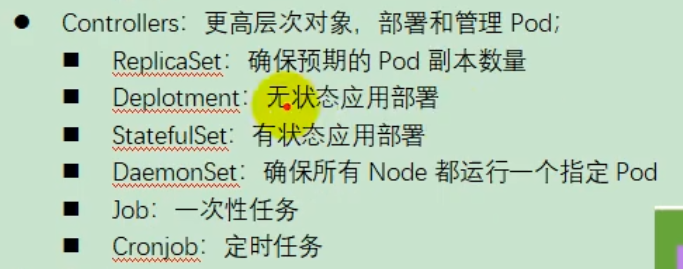 Controllers：更高层次对象，部署和管理 Pod；
ReplicaSet：确保预期的 Pod 副本数量
Deplotment：无状态应用部署
StatefulSet：有状态应用部署
DaemonSet：确保所有 Node 都运行一个指定 Pod
Job：一次性任务
Cronjob：定时任务